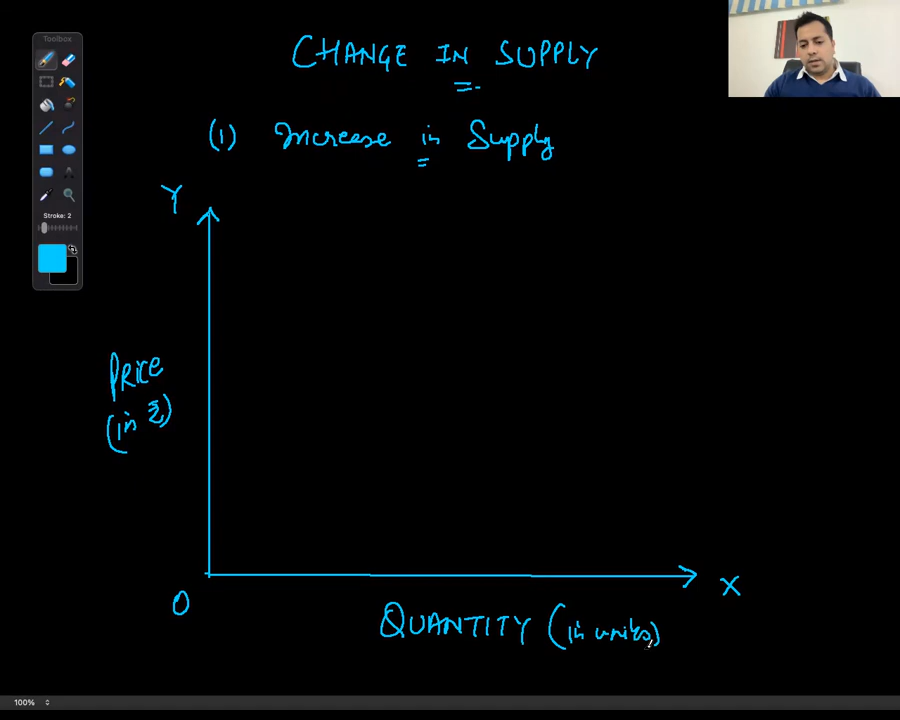 Toolbox
CHANGE IN SUPPLY
(1) Increase in Supply
Y
Stroke: 2
PRICE
(in ₹)
X
O
QUANTITY (in units)
100%